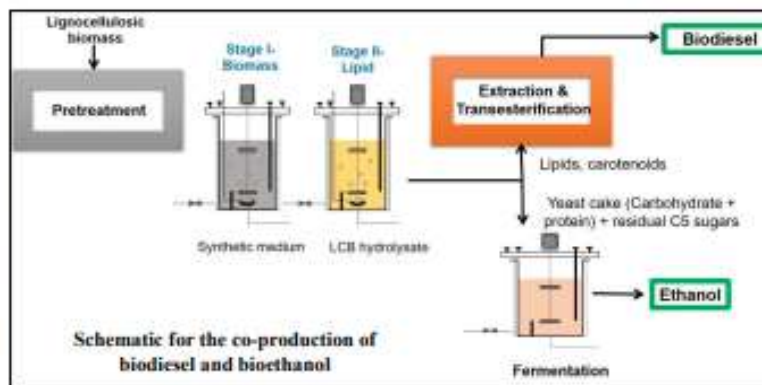 Lignocellulosic
biomass
Pretreatment
Stage I-
Biomass
Stage II-
Lipid
Synthetic medium
LCB hydrolysate
Extraction &
Transesterification
Biodiesel
Lipids, carotenoids
Yeast cake (Carbohydrate +
protein) + residual C5 sugars
Ethanol
Fermentation
Schematic for the co-production of
biodiesel and bioethanol